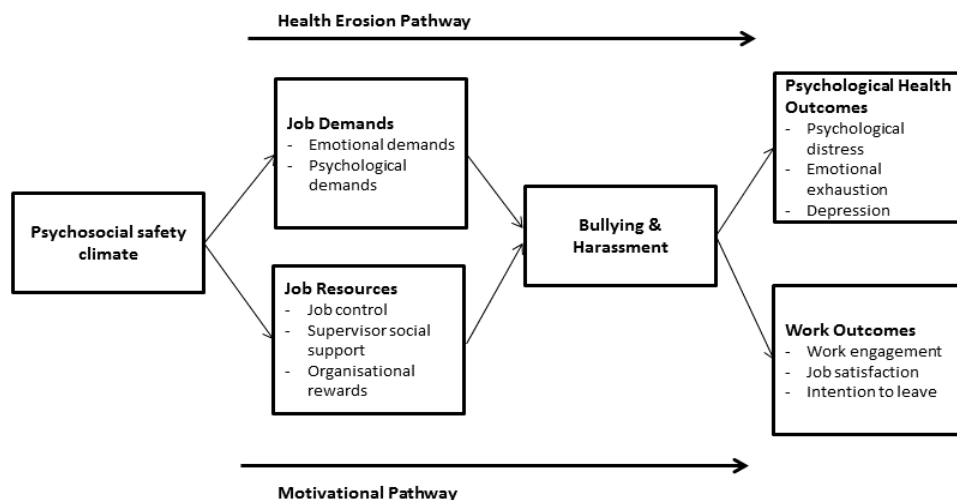 Health Erosion Pathway
Psychosocial safety
climate
Job Demands
- Emotional demands
- Psychological
demands
Job Resources
- Job control
- Supervisor social
support
- Organisational
rewards
Bullying &
Harassment
Psychological Health
Outcomes
- Psychological
distress
- Emotional
exhaustion
- Depression
Work Outcomes
- Work engagement
- Job satisfaction
- Intention to leave
Motivational Pathway